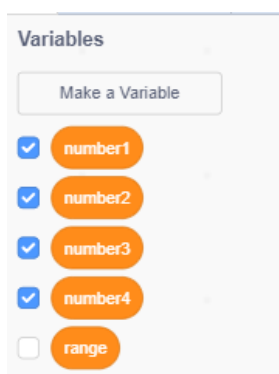 Variables
Make a Variable
number1
number2
number3
number4
range